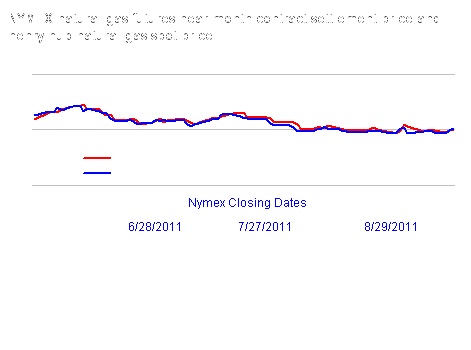 NYMEX natural gas futures near-month contract settlement price and
henry hub natural gas spot price
Nymex Closing Dates
6/28/2011 7/27/2011 8/29/2011